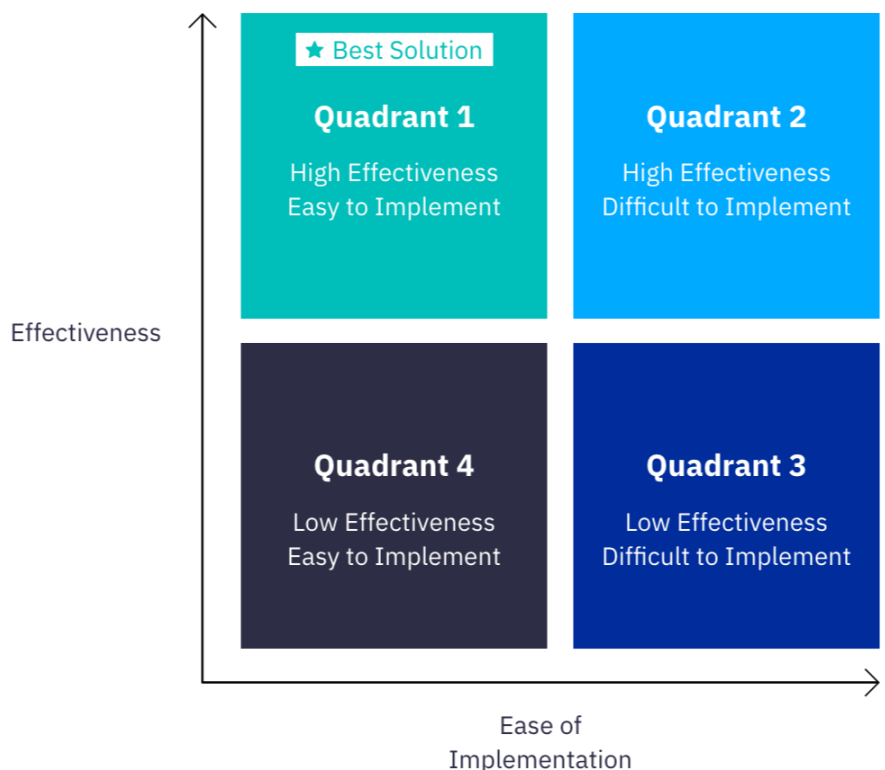 ★ Best Solution
Quadrant 1
High Effectiveness
Easy to Implement
Quadrant 2
High Effectiveness
Difficult to Implement
Effectiveness
Quadrant 4
Low Effectiveness
Easy to Implement
Quadrant 3
Low Effectiveness
Difficult to Implement
Ease of
Implementation